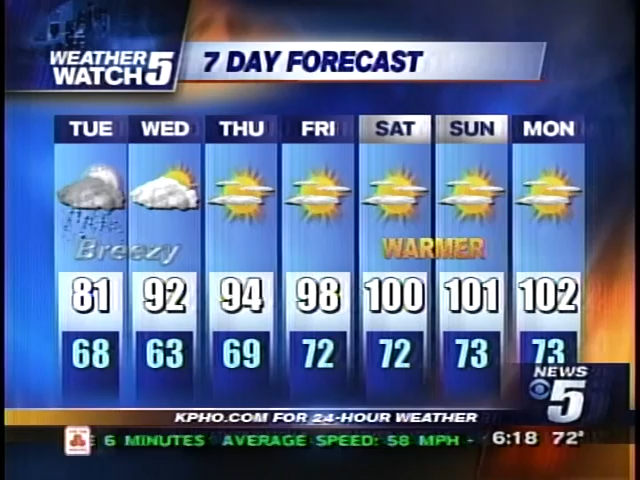 WEATHER
WATCH 5
7 DAY FORECAST
TUE WED THU FRI SAT SUN MON
Breezy WARMER
81 92 94 98 100 101 102
68 63 69 72 72 73 73
NEWS
5
KPHO.COM FOR 24-HOUR WEATHER
6 MINUTES AVERAGE SPEED: 58 MPH - 6:18 72°